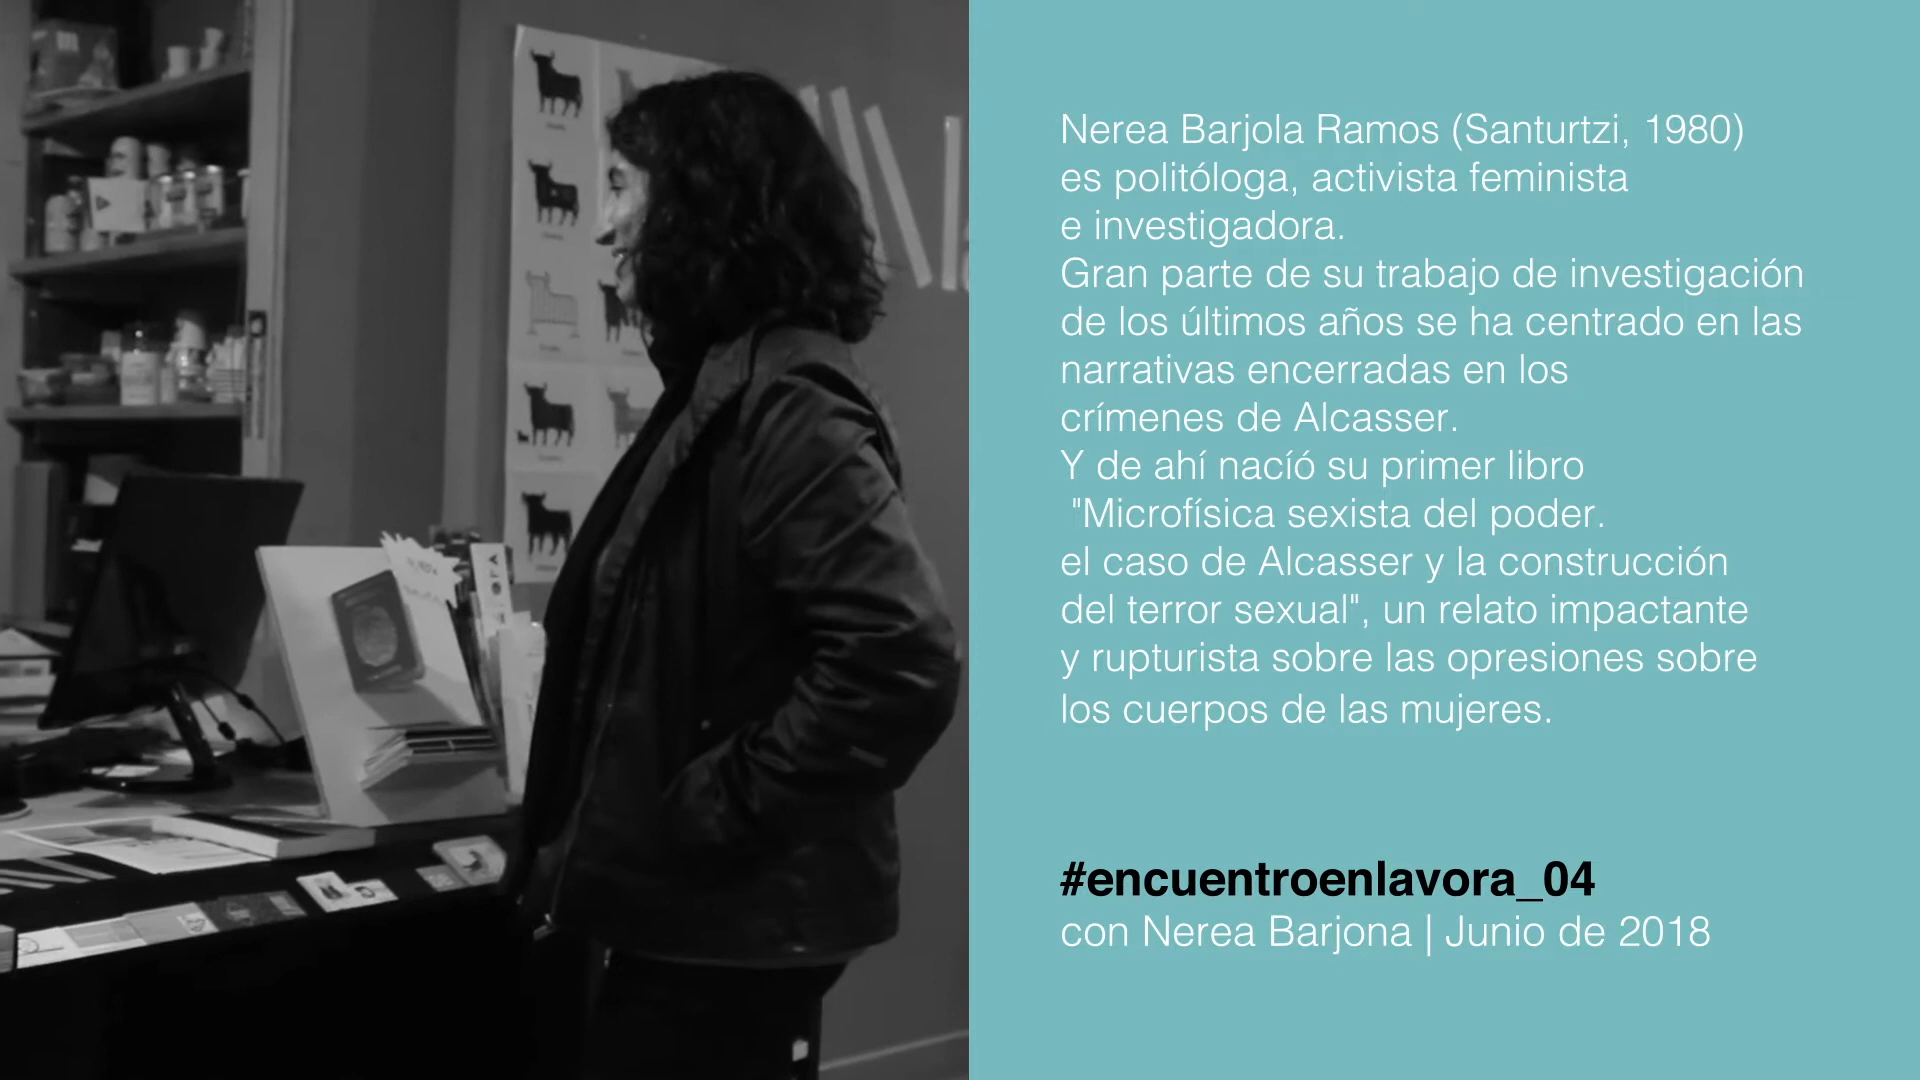 Nerea Barjola Ramos (Santurtzi, 1980)
es politóloga, activista feminista
e investigadora.
Gran parte de su trabajo de investigación
de los últimos años se ha centrado en las
narrativas encerradas en los
crímenes de Alcasser.
Y de ahí nacíó su primer libro
"Microfísica sexista del poder.
el caso de Alcasser y la construcción
del terror sexual", un relato impactante
y rupturista sobre las opresiones sobre
los cuerpos de las mujeres.
#encuentroenlavora_04
con Nerea Barjona | Junio de 2018